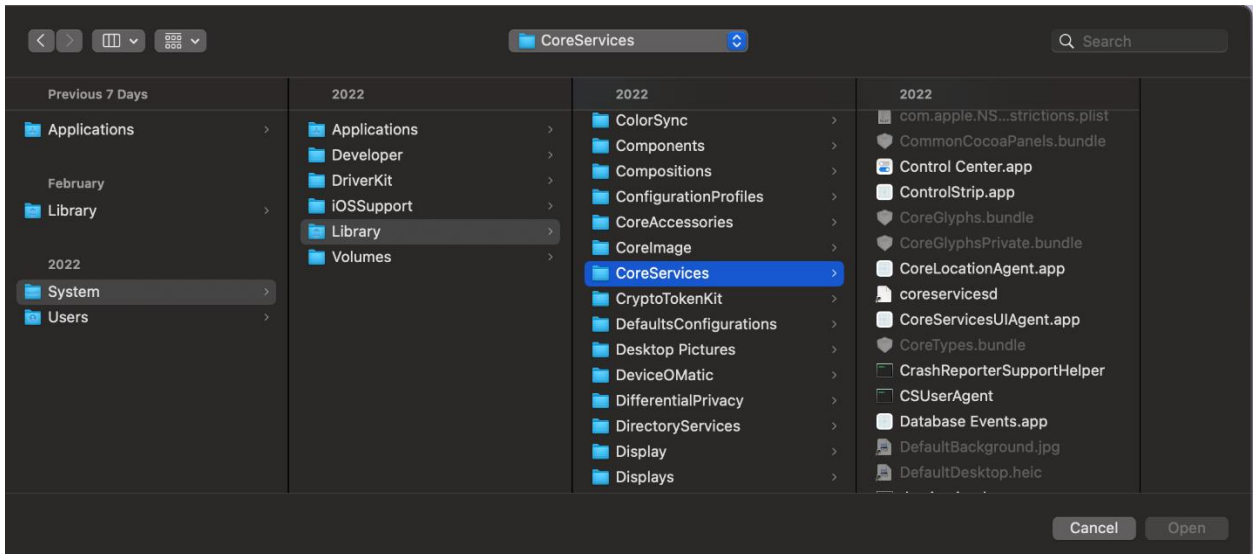 CoreServices
Search
Previous 7 Days
Applications
February
Library
2022
System
Users
2022
Applications
Developer
DriverKit
iOSSupport
Library
Volumes
2022
ColorSync
Components
Compositions
ConfigurationProfiles
CoreAccessories
CoreImage
CoreServices
CryptoTokenKit
DefaultsConfigurations
Desktop Pictures
DeviceOMatic
DifferentialPrivacy
DirectoryServices
Display
Displays
2022
com.apple.NS...strictions.plist
CommonCocoaPanels.bundle
Control Center.app
ControlStrip.app
CoreGlyphs.bundle
CoreGlyphsPrivate.bundle
CoreLocationAgent.app
coreservicesd
CoreServicesUIAgent.app
CoreTypes.bundle
CrashReporterSupportHelper
CSUserAgent
Database Events.app
DefaultBackground.jpg
DefaultDesktop.heic
Cancel
Open